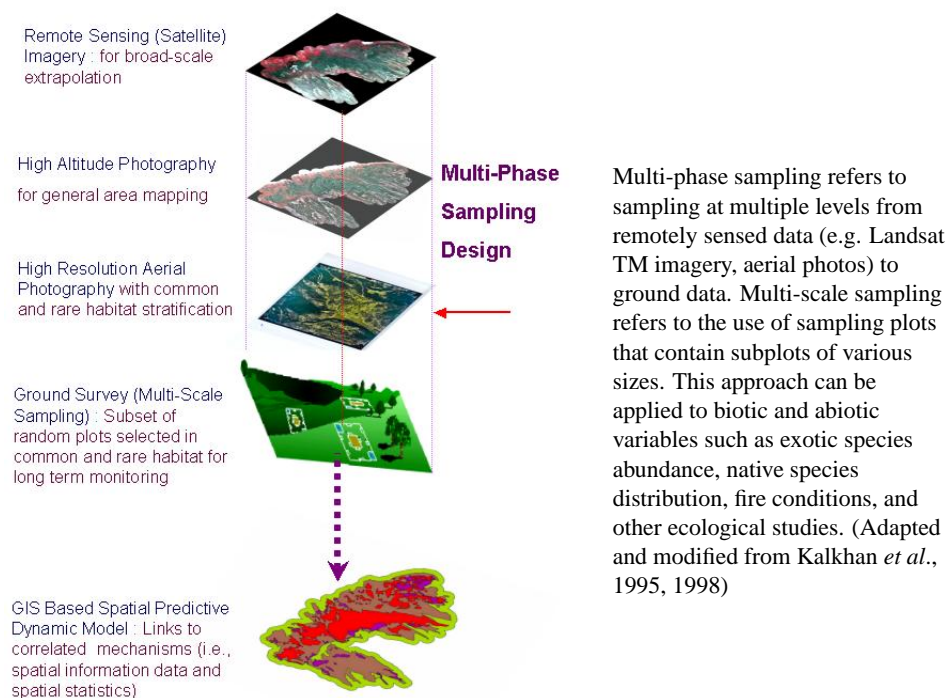 Remote Sensing (Satellite)
Imagery : for broad-scale
extrapolation
High Altitude Photography
for general area mapping
High Resolution Aerial
Photography with common
and rare habitat stratification
Ground Survey (Multi-Scale
Sampling) : Subset of
random plots selected in
common and rare habitat for
long term monitoring
GIS Based Spatial Predictive
Dynamic Model : Links to
correlated mechanisms (i.e.,
spatial information data and
spatial statistics)
Multi-Phase
Sampling
Design
Multi-phase sampling refers to
sampling at multiple levels from
remotely sensed data (e.g. Landsat
TM imagery, aerial photos) to
ground data. Multi-scale sampling
refers to the use of sampling plots
that contain subplots of various
sizes. This approach can be
applied to biotic and abiotic
variables such as exotic species
abundance, native species
distribution, fire conditions, and
other ecological studies. (Adapted
and modified from Kalkhan et al.,
1995, 1998)